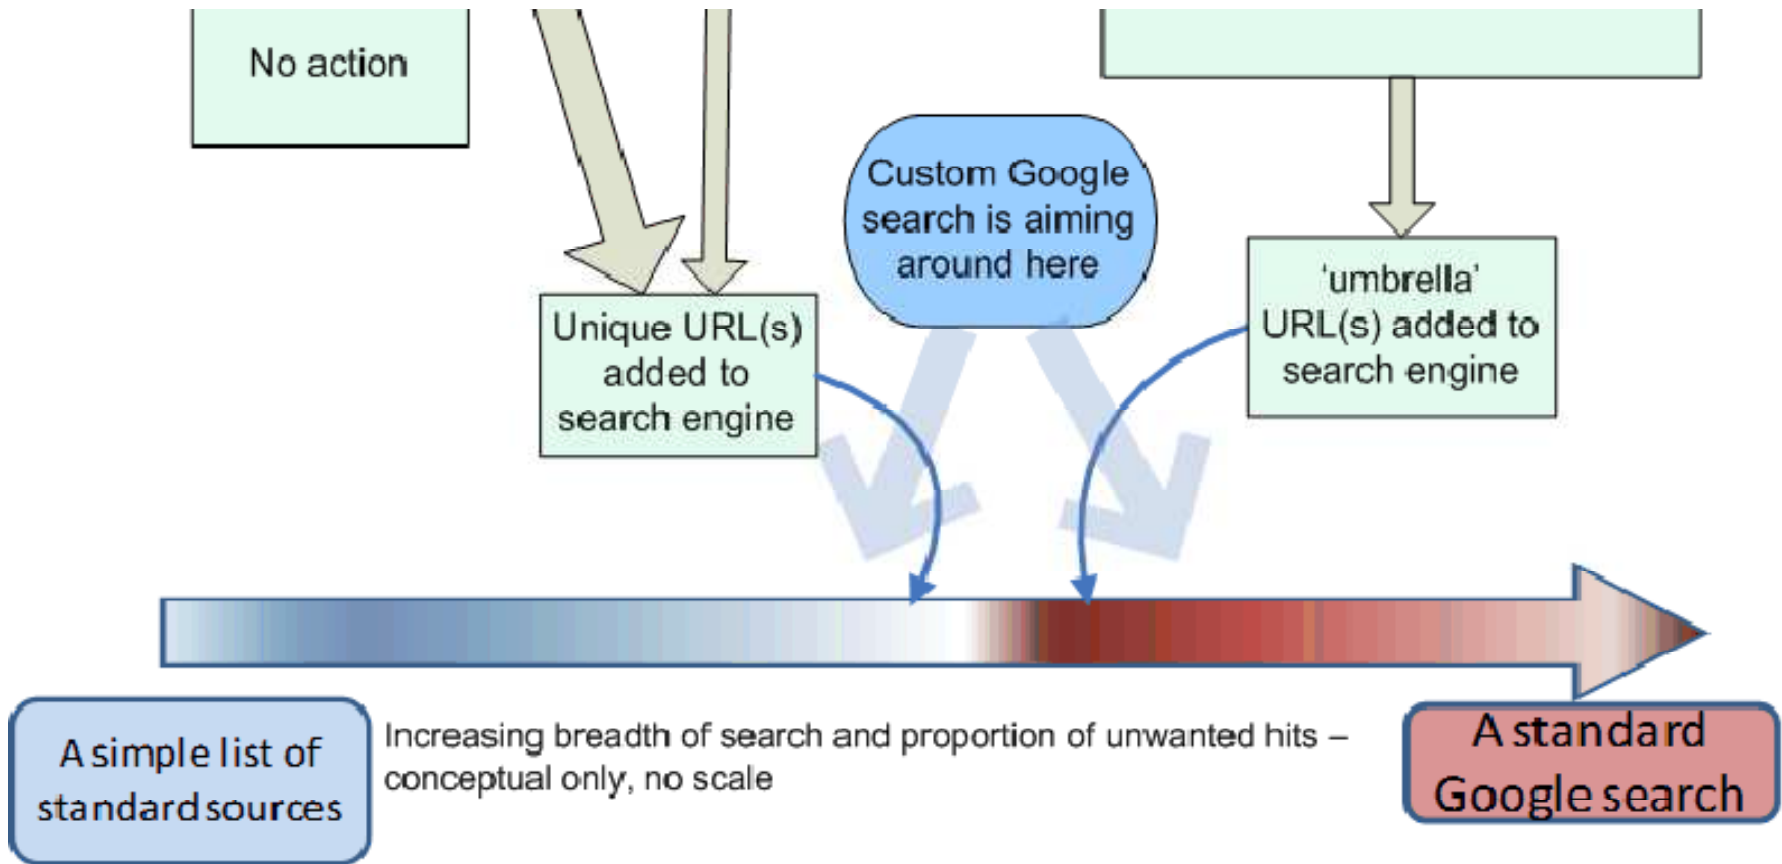 No action
Custom Google
search is aiming
around here
Unique URL(s)
added to
search engine
‘umbrella’
URL(s) added to
search engine
A simple list of
standard sources
Increasing breadth of search and proportion of unwanted hits –
conceptual only, no scale
A standard
Google search